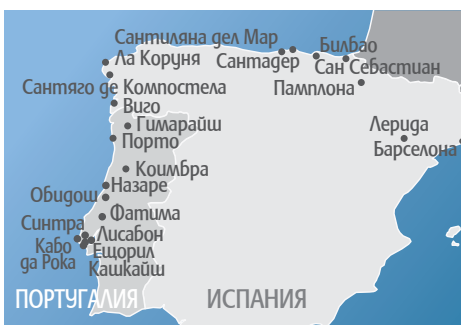 Сантиляна дел Мар
Билбао
Ла Коруня
Сантадер
Сан Себастиан
Сантяго де Компостела
Памплона
Виго
Гимарайш
Лерида
Порто
Барселона
Коимбра
Назаре
Обидош
Фатима
Синтра
Лисабон
Кабо
да Рока
Ещорил
Кашкайш
ПОРТУГАЛИЯ
ИСПАНИЯ